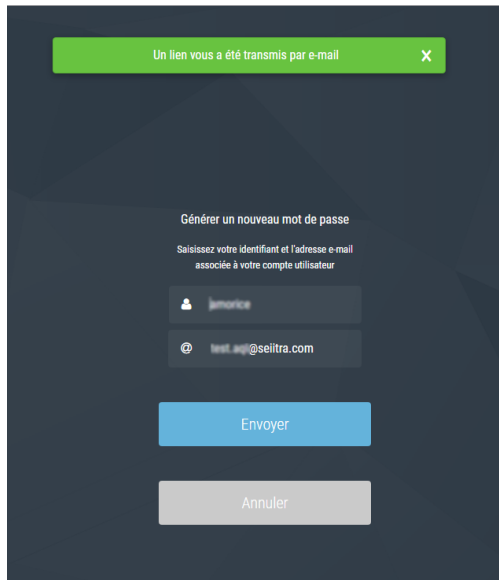 Un lien vous a été transmis par e-mail
Générer un nouveau mot de passe
Saisissez votre identifiant et l'adresse e-mail
associée à votre compte utilisateur
@seiitra.com
Envoyer
Annuler